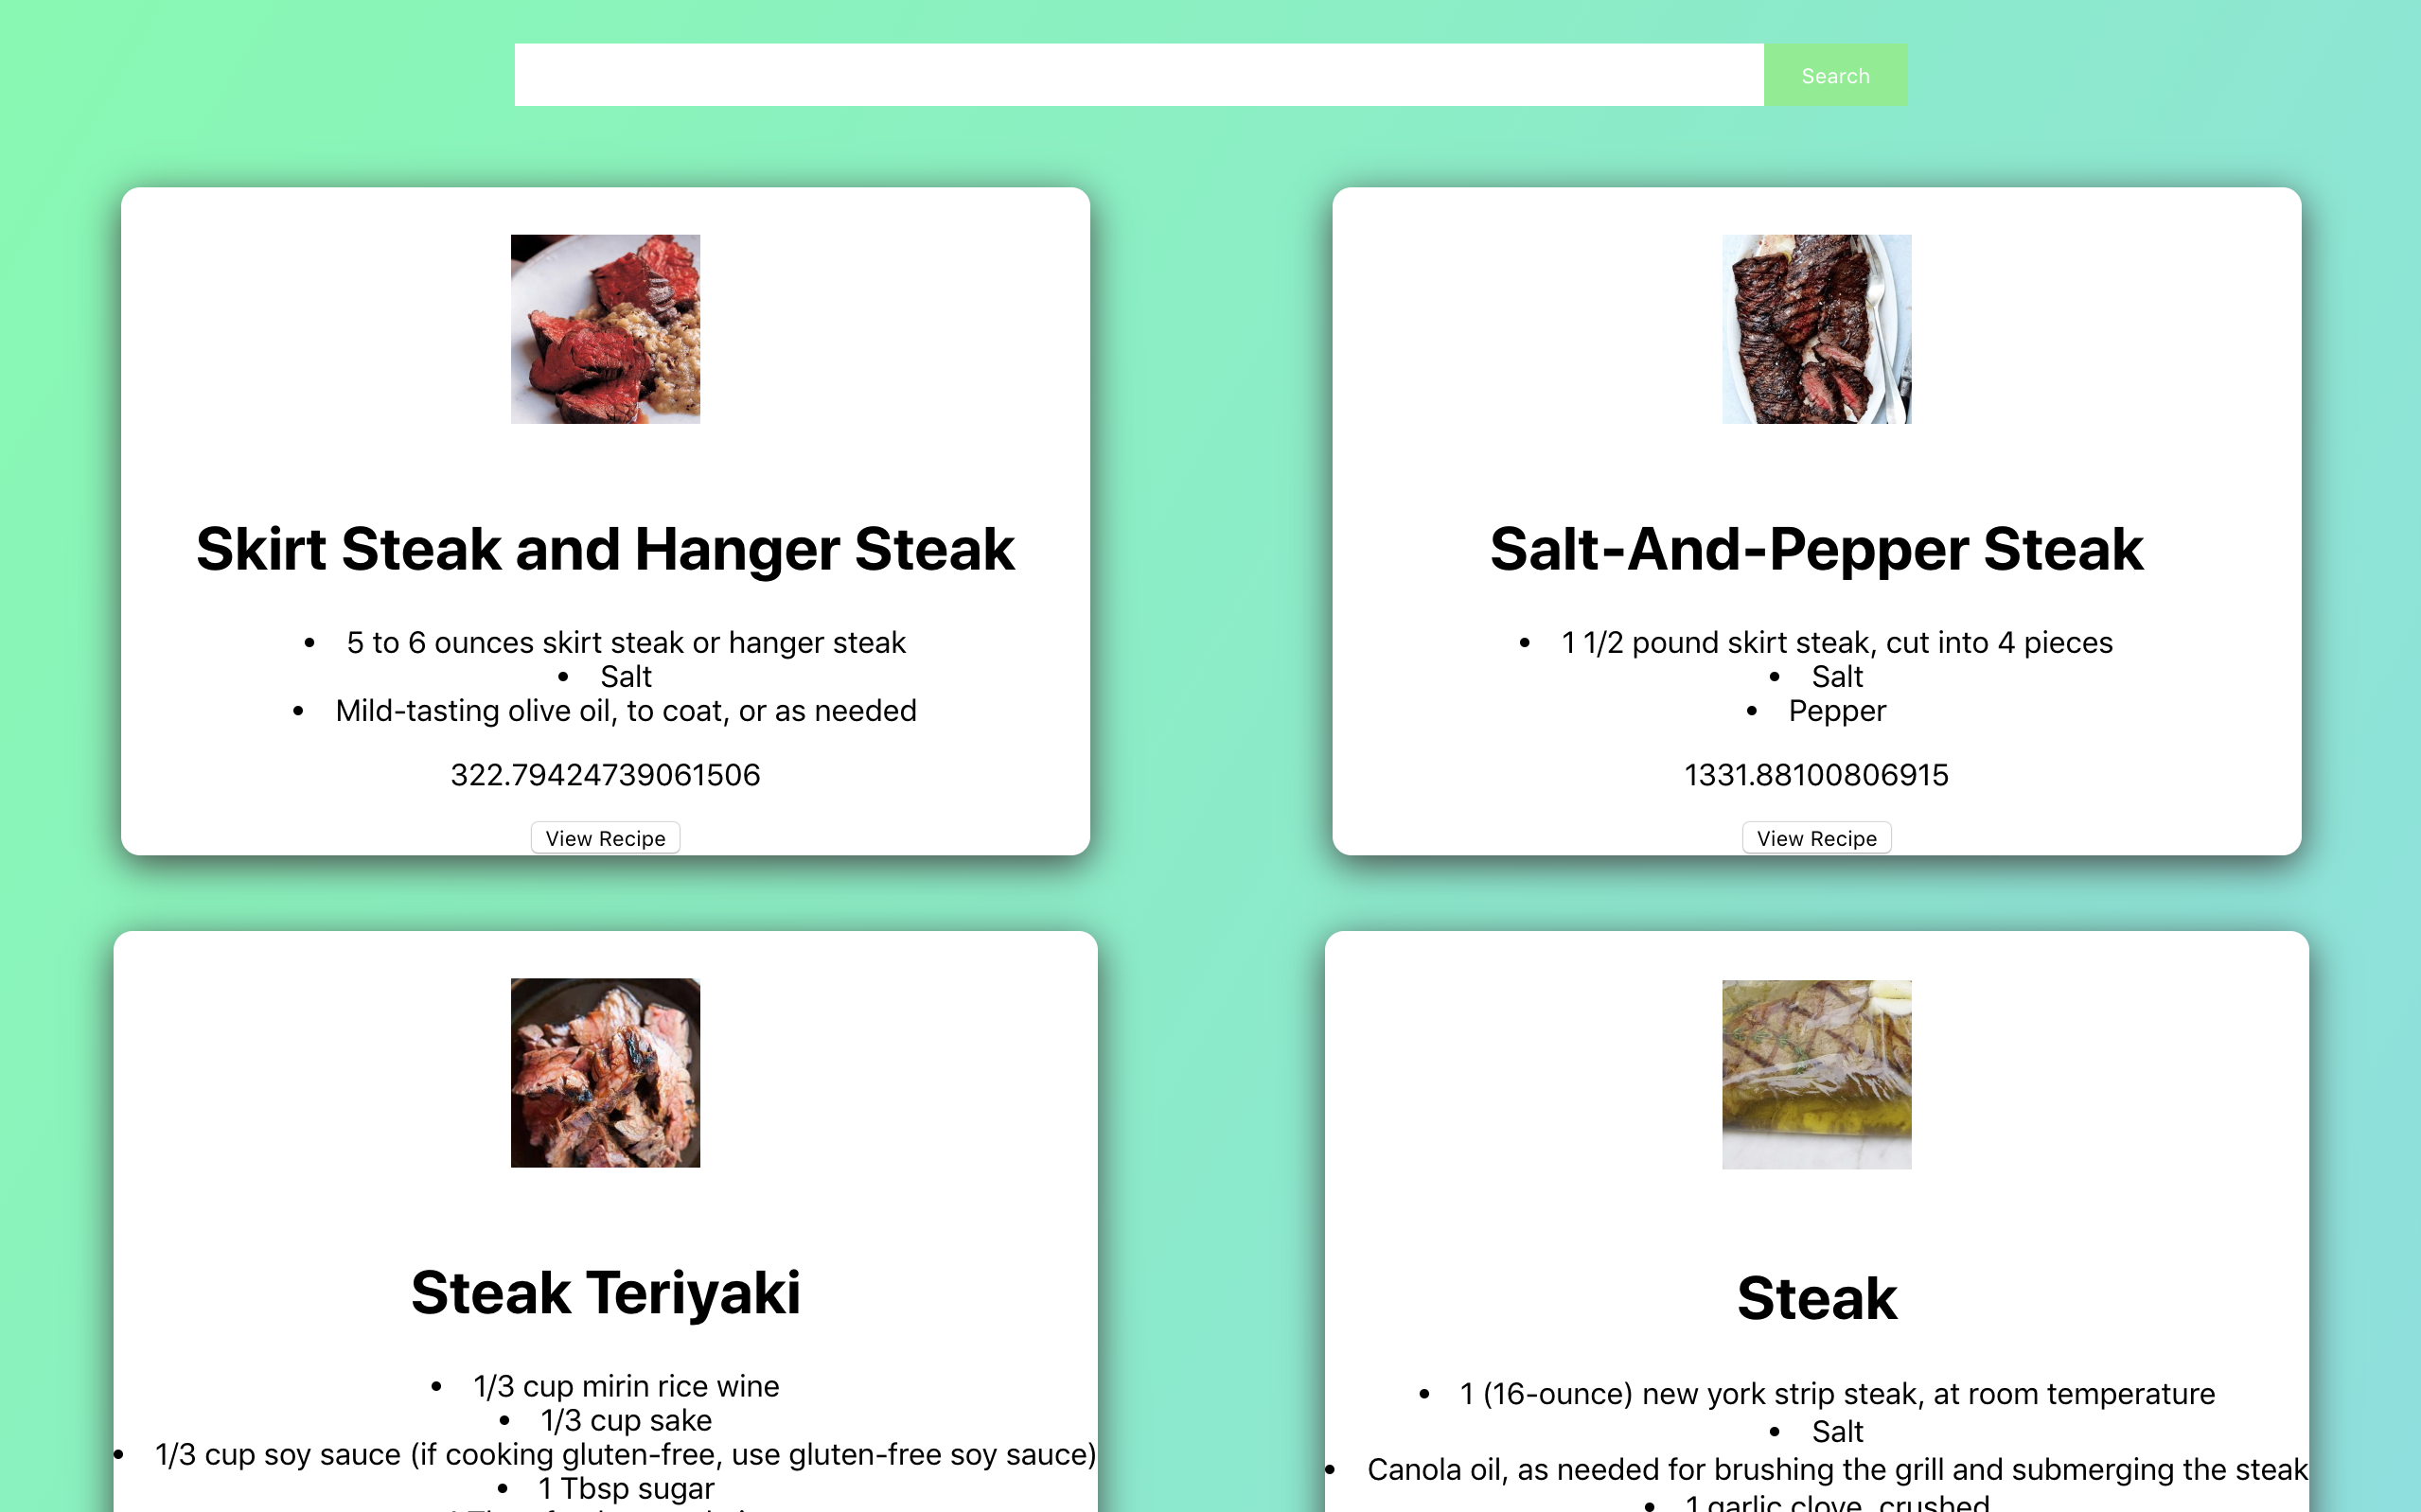 Search
Skirt Steak and Hanger Steak
• 5 to 6 ounces skirt steak or hanger steak
• Salt
• Mild-tasting olive oil, to coat, or as needed
322.79424739061506
View Recipe
Salt-And-Pepper Steak
• 1 1/2 pound skirt steak, cut into 4 pieces
• Salt
• Pepper
1331.88100806915
View Recipe
Steak Teriyaki
• 1/3 cup mirin rice wine
• 1/3 cup sake
• 1/3 cup soy sauce (if cooking gluten-free, use gluten-free soy sauce)
• 1 Tbsp sugar
Steak
• 1 (16-ounce) new york strip steak, at room temperature
• Salt
• Canola oil, as needed for brushing the grill and submerging the steak
• 1 garlic clove, crushed